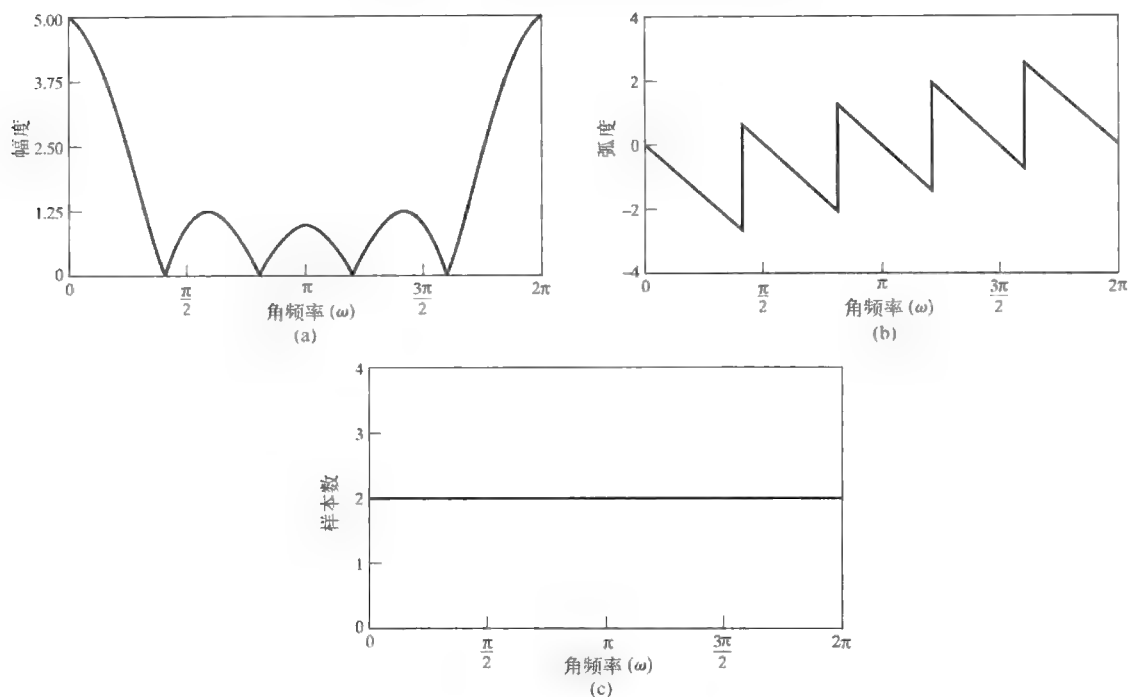 5.00
3.75
2.50
1.25
0
幅度
0
π/2
π
3π/2
2π
角频率 (ω)
(a)
4
2
0
−2
−4
弧度
0
π/2
π
3π/2
2π
角频率 (ω)
(b)
4
3
2
1
0
样本数
0
π/2
π
3π/2
2π
角频率 (ω)
(c)